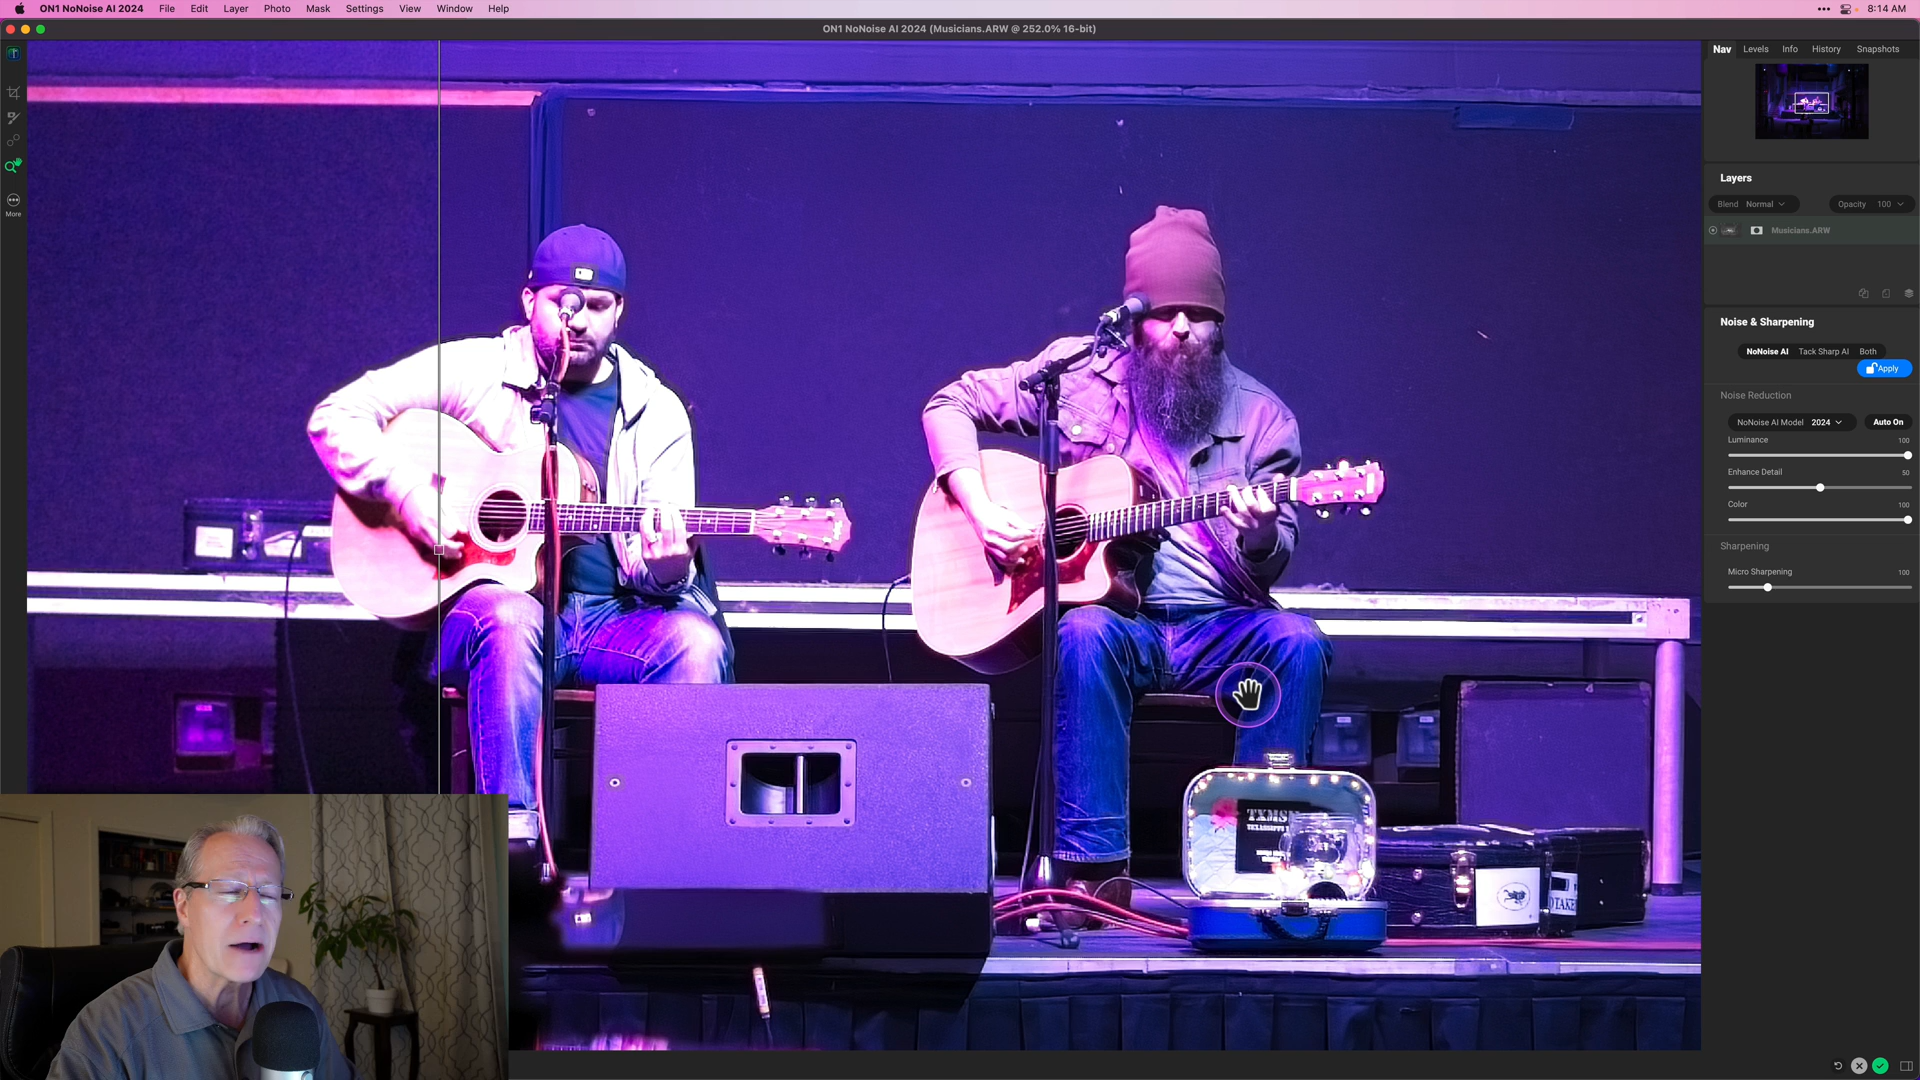 ON1 NoNoise AI 2024 File Edit Layer Photo Mask Settings View Window Help 8:14 AM
ON1 NoNoise AI 2024 (Musicians.ARW @ 252.0% 16-bit)
Nav Levels Info History Snapshots
More
Layers
Blend Normal Opacity 100
Musicians.ARW
Noise & Sharpening
NoNoise AI Tack Sharp AI Both
Apply
Noise Reduction
NoNoise AI Model 2024 Auto On
Luminance 100
Enhance Detail 50
Color 100
Sharpening
Micro Sharpening 100